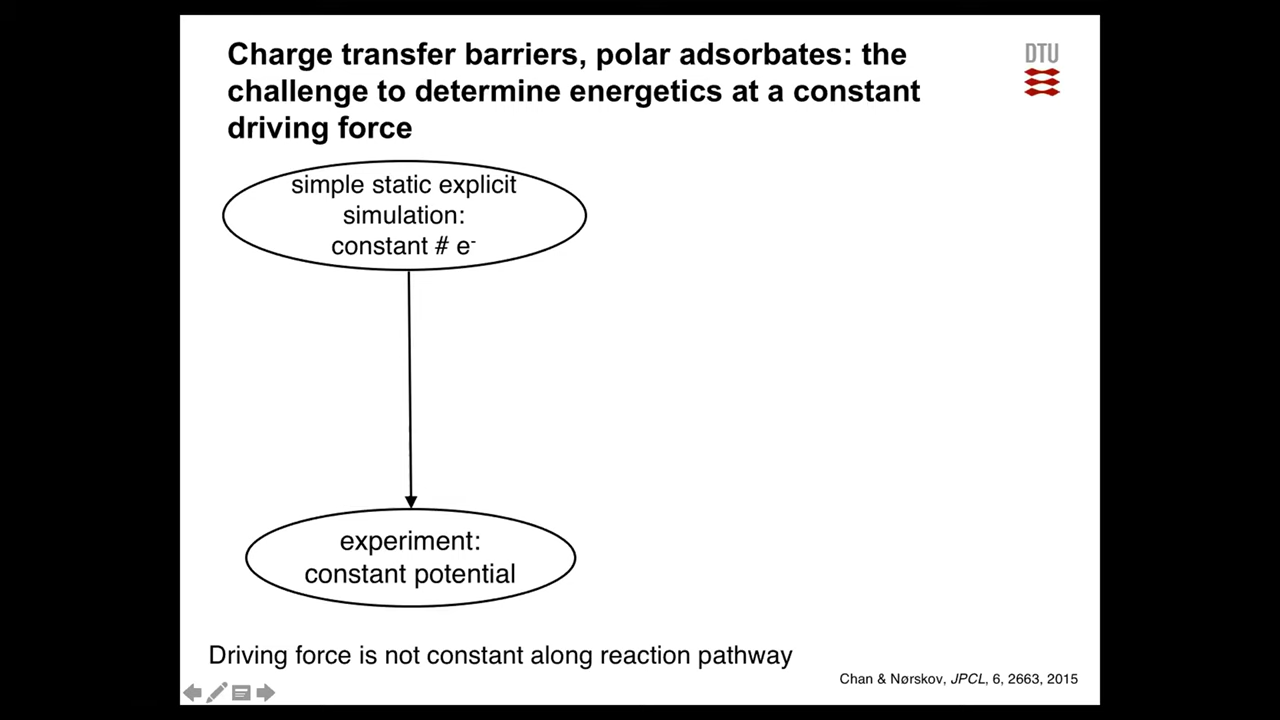 Charge transfer barriers, polar adsorbates: the
challenge to determine energetics at a constant
driving force
DTU
simple static explicit
simulation:
constant # e-
experiment:
constant potential
Driving force is not constant along reaction pathway
Chan & Nørskov, JPCL, 6, 2663, 2015